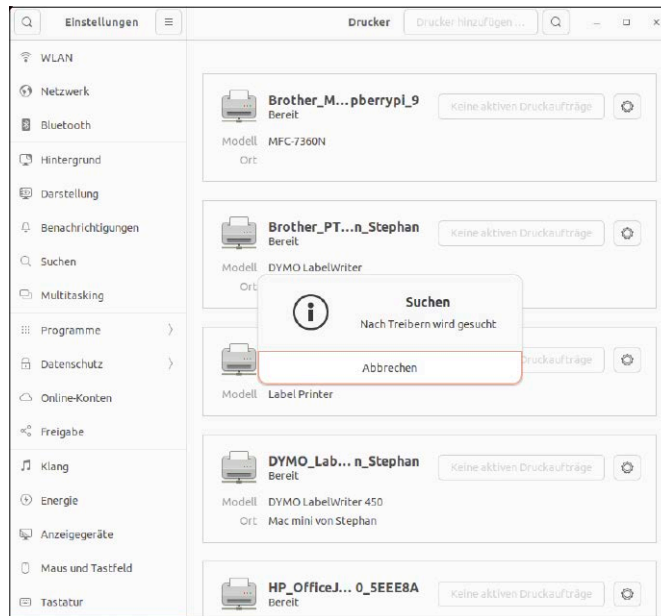 Einstellungen
Drucker
Drucker hinzufügen ...
WLAN
Netzwerk
Bluetooth
Hintergrund
Darstellung
Benachrichtigungen
Suchen
Multitasking
Programme
Datenschutz
Online-Konten
Freigabe
Klang
Energie
Anzeigegeräte
Maus und Tastfeld
Tastatur
Brother_M... pberrypi_9
Bereit
Keine aktiven Druckaufträge
Modell MFC-7360N
Ort
Brother_PT...n_Stephan
Bereit
Keine aktiven Druckaufträge
Modell DYMO LabelWriter
Ort
Suchen
Nach Treibern wird gesucht
Abbrechen
Druckaufträge
Modell Label Printer
DYMO_Lab... n_Stephan
Bereit
Keine aktiven Druckaufträge
Modell DYMO LabelWriter 450
Ort Mac mini von Stephan
HP_OfficeJ... 0_5EEE8A
Bereit
Keine aktiven Druckaufträge